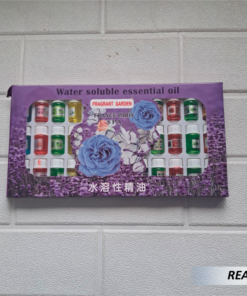 Water soluble essential oil
FRAGRANT GARDEN
水溶性精油
REA